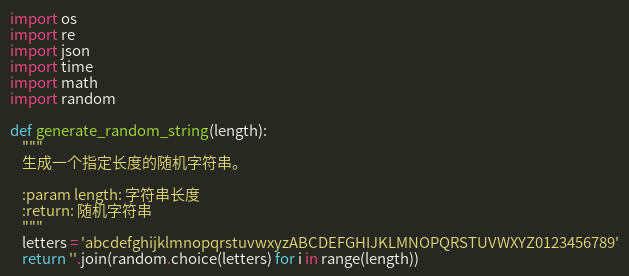 import os
import re
import json
import time
import math
import random

def generate_random_string(length):
    """
    生成一个指定长度的随机字符串。

    :param length: 字符串长度
    :return: 随机字符串
    """
    letters = 'abcdefghijklmnopqrstuvwxyzABCDEFGHIJKLMNOPQRSTUVWXYZ0123456789'
    return ''.join(random.choice(letters) for i in range(length))